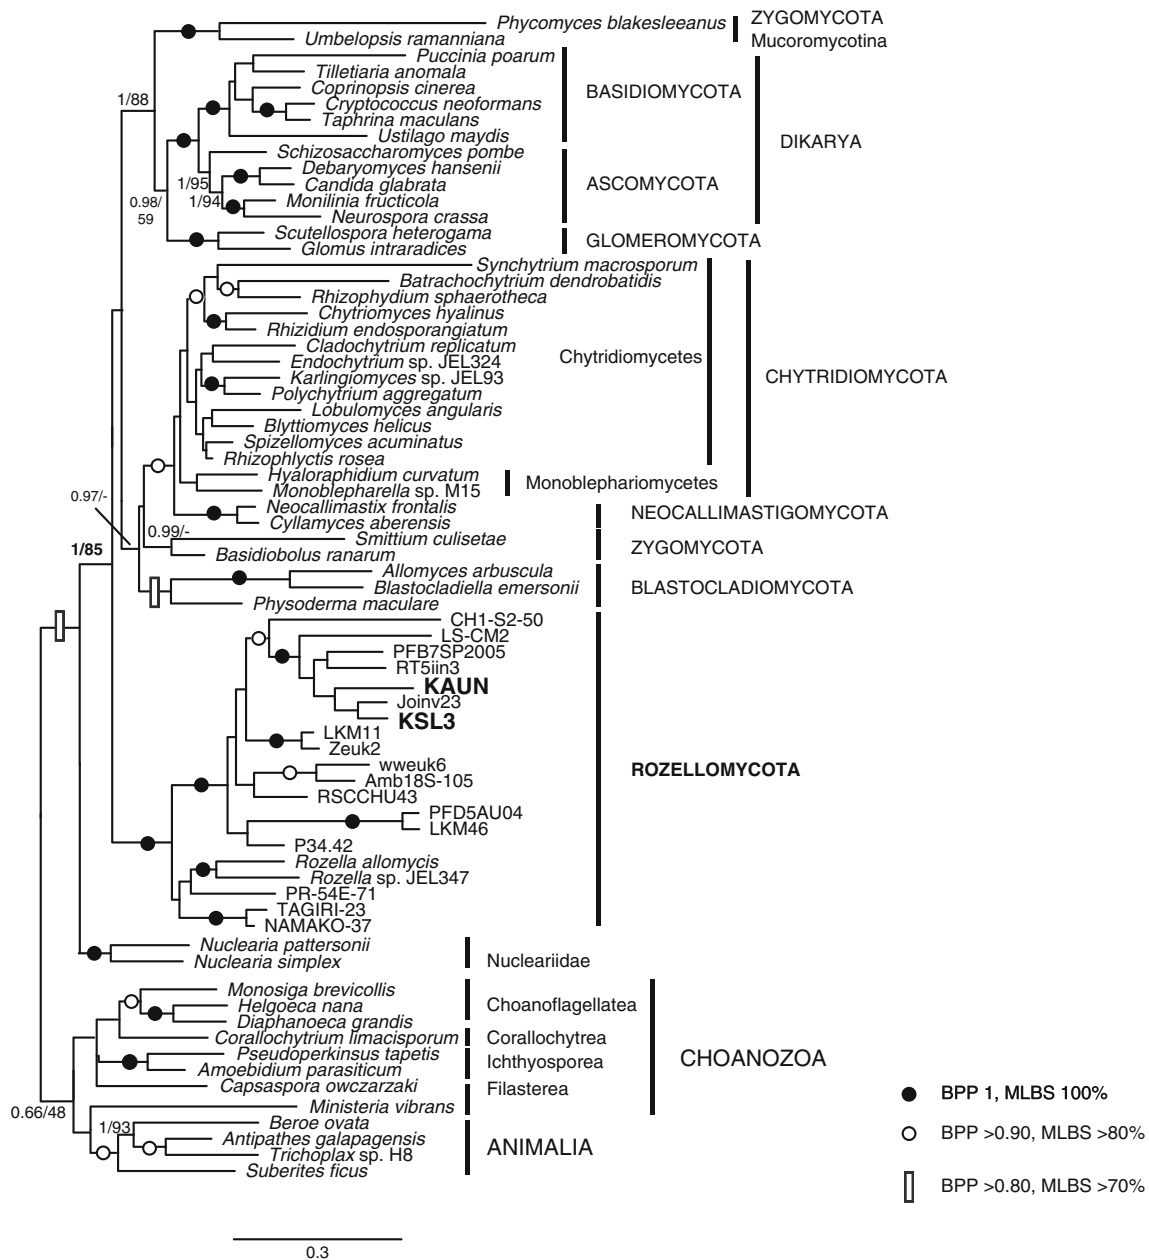 Phycomyces blakesleeanus
ZYGOMYCOTA
Umbelopsis ramanniana
Mucoromycotina
Puccinia poarum
Tilletiaria anomala
Coprinopsis cinerea
BASIDIOMYCOTA
1/88
Cryptococcus neoformans
Taphrina maculans
Ustilago maydis
DIKARYA
Schizosaccharomyces pombe
Debaryomyces hansenii
1/95
Candida glabrata
ASCOMYCOTA
1/94
Monilinia fructicola
0.98/
59
Neurospora crassa
Scutellospora heterogama
GLOMEROMYCOTA
Glomus intraradices
Synchytrium macrosporum
Batrachochytrium dendrobatidis
Rhizophydium sphaerotheca
Chytriomyces hyalinus
Rhizidium endosporangiatum
Cladochytrium replicatum
Chytridiomycetes
Endochytrium sp. JEL324
Karlingiomyces sp. JEL93
CHYTRIDIOMYCOTA
Polychytrium aggregatum
Lobulomyces angularis
Blyttiomyces helicus
Spizellomyces acuminatus
Rhizophlyctis rosea
Hyaloraphidium curvatum
Monoblephariomycetes
Monoblepharella sp. M15
0.97/-
Neocallimastix frontalis
NEOCALLIMASTIGOMYCOTA
Cyllamyces aberensis
0.99/-
Smittium culisetae
ZYGOMYCOTA
1/85
Basidiobolus ranarum
Allomyces arbuscula
Blastocladiella emersonii
BLASTOCLADIOMYCOTA
Physoderma maculare
CH1-S2-50
LS-CM2
PFB7SP2005
RT5iin3
KAUN
Joinv23
KSL3
LKM11
Zeuk2
wweuk6
ROZELLOMYCOTA
Amb18S-105
RSCCHU43
PFD5AU04
LKM46
P34.42
Rozella allomycis
Rozella sp. JEL347
PR-54E-71
TAGIRI-23
NAMAKO-37
Nuclearia pattersonii
Nucleariidae
Nuclearia simplex
Monosiga brevicollis
Helgoeca nana
Choanoflagellatea
Diaphanoeca grandis
Corallochytrium limacisporum
Corallochytrea
Pseudoperkinsus tapetis
Ichthyosporea
CHOANOZOA
Amoebidium parasiticum
Capsaspora owczarzaki
Filasterea
BPP 1, MLBS 100%
0.66/48
Ministeria vibrans
1/93
Beroe ovata
BPP >0.90, MLBS >80%
Antipathes galapagensis
ANIMALIA
Trichoplax sp. H8
Suberites ficus
BPP >0.80, MLBS >70%
0.3